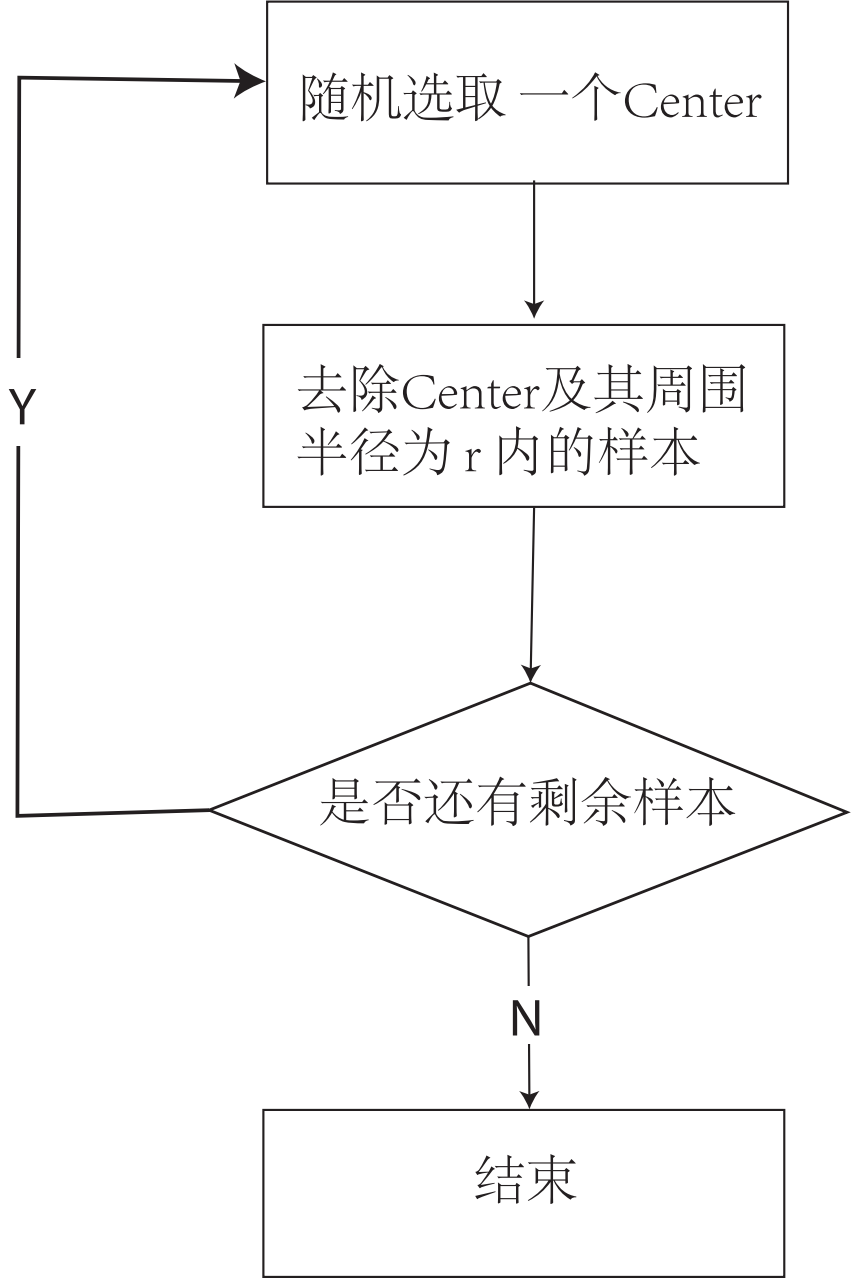 随机选取 一个Center
去除Center及其周围
半径为 r 内的样本
Y
是否还有剩余样本
N
结束